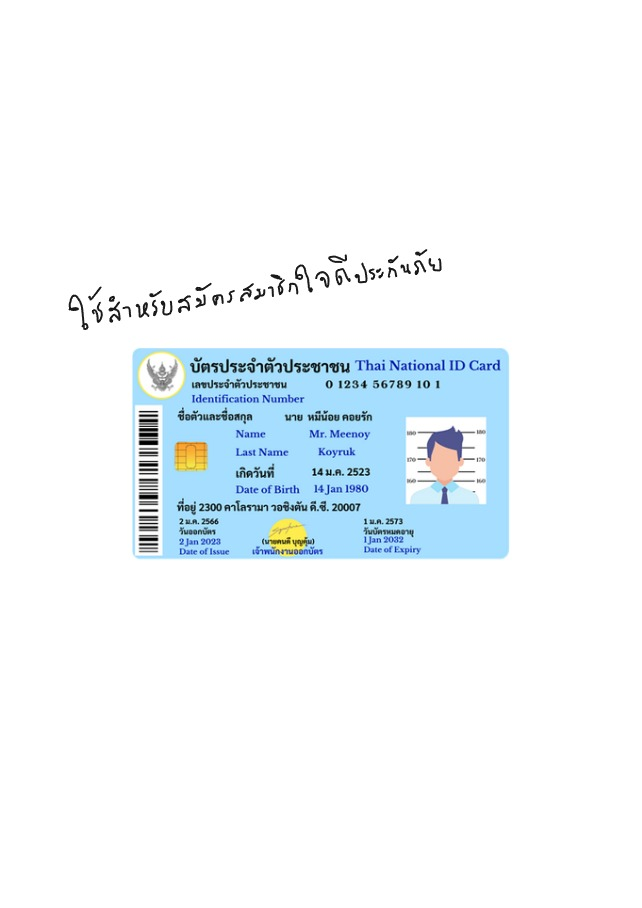 ใช้สำหรับสมัครสมาชิกใจดีประกันภัย
บัตรประจำตัวประชาชน Thai National ID Card
เลขประจำตัวประชาชน 0 1234 56789 10 1
Identification Number
ชื่อตัวและชื่อสกุล นาย หมีน้อย คอยรัก
Name Mr. Meenoy
Last Name Koyruk
เกิดวันที่ 14 ม.ค. 2523
Date of Birth 14 Jan 1980
ที่อยู่ 2300 คาโลรามา วอชิงตัน ดี.ซี. 20007
2 ม.ค. 2566 1 ม.ค. 2573
วันออกบัตร วันบัตรหมดอายุ
2 Jan 2023 (นายคนดี บุญคุ้ม) 1 Jan 2032
Date of Issue เจ้าพนักงานออกบัตร Date of Expiry
180 180
170 170
160 160